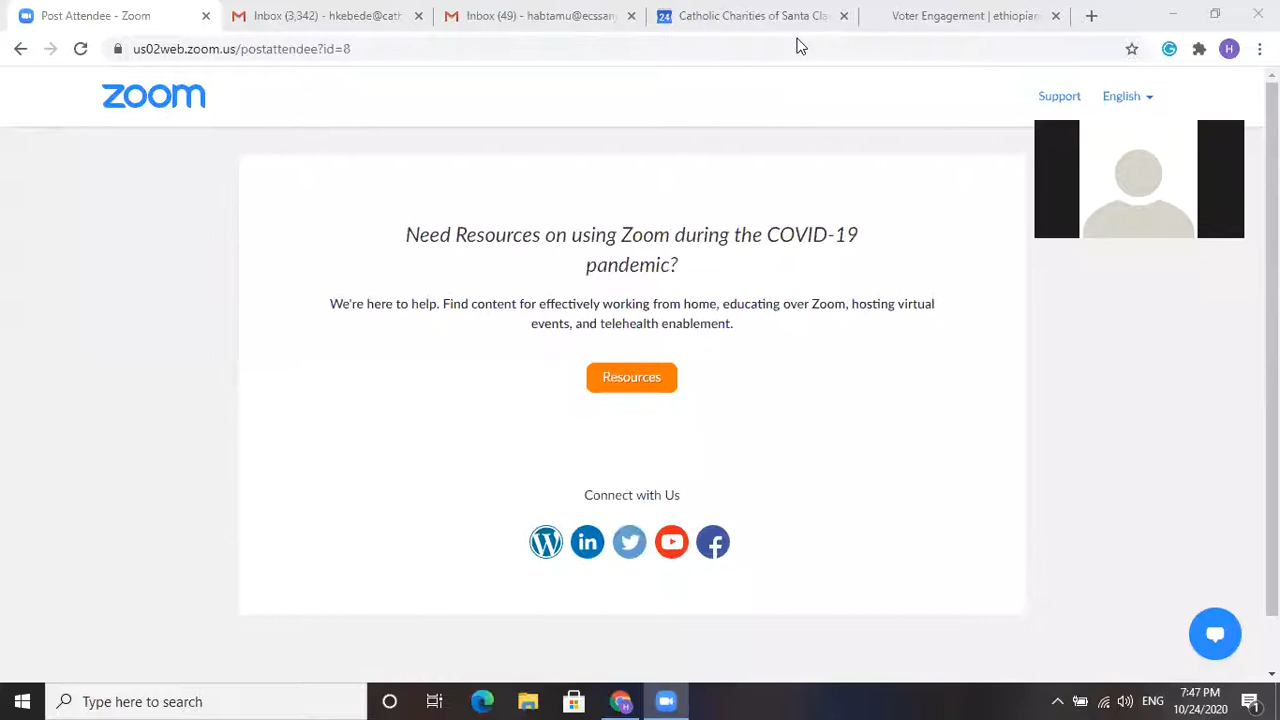 Post Attendee - Zoom
Inbox (3,342) - hkebede@cas
Inbox (49) - habtamu@ecssan
Catholic Charities of Santa Cla
Voter Engagement | ethiopian
us02web.zoom.us/postattendee?id=8
H
zoom
Support
English
Need Resources on using Zoom during the COVID-19
pandemic?
We're here to help. Find content for effectively working from home, educating over Zoom, hosting virtual
events, and telehealth enablement.
Resources
Connect with Us
Type here to search
ENG
7:47 PM
10/24/2020
1